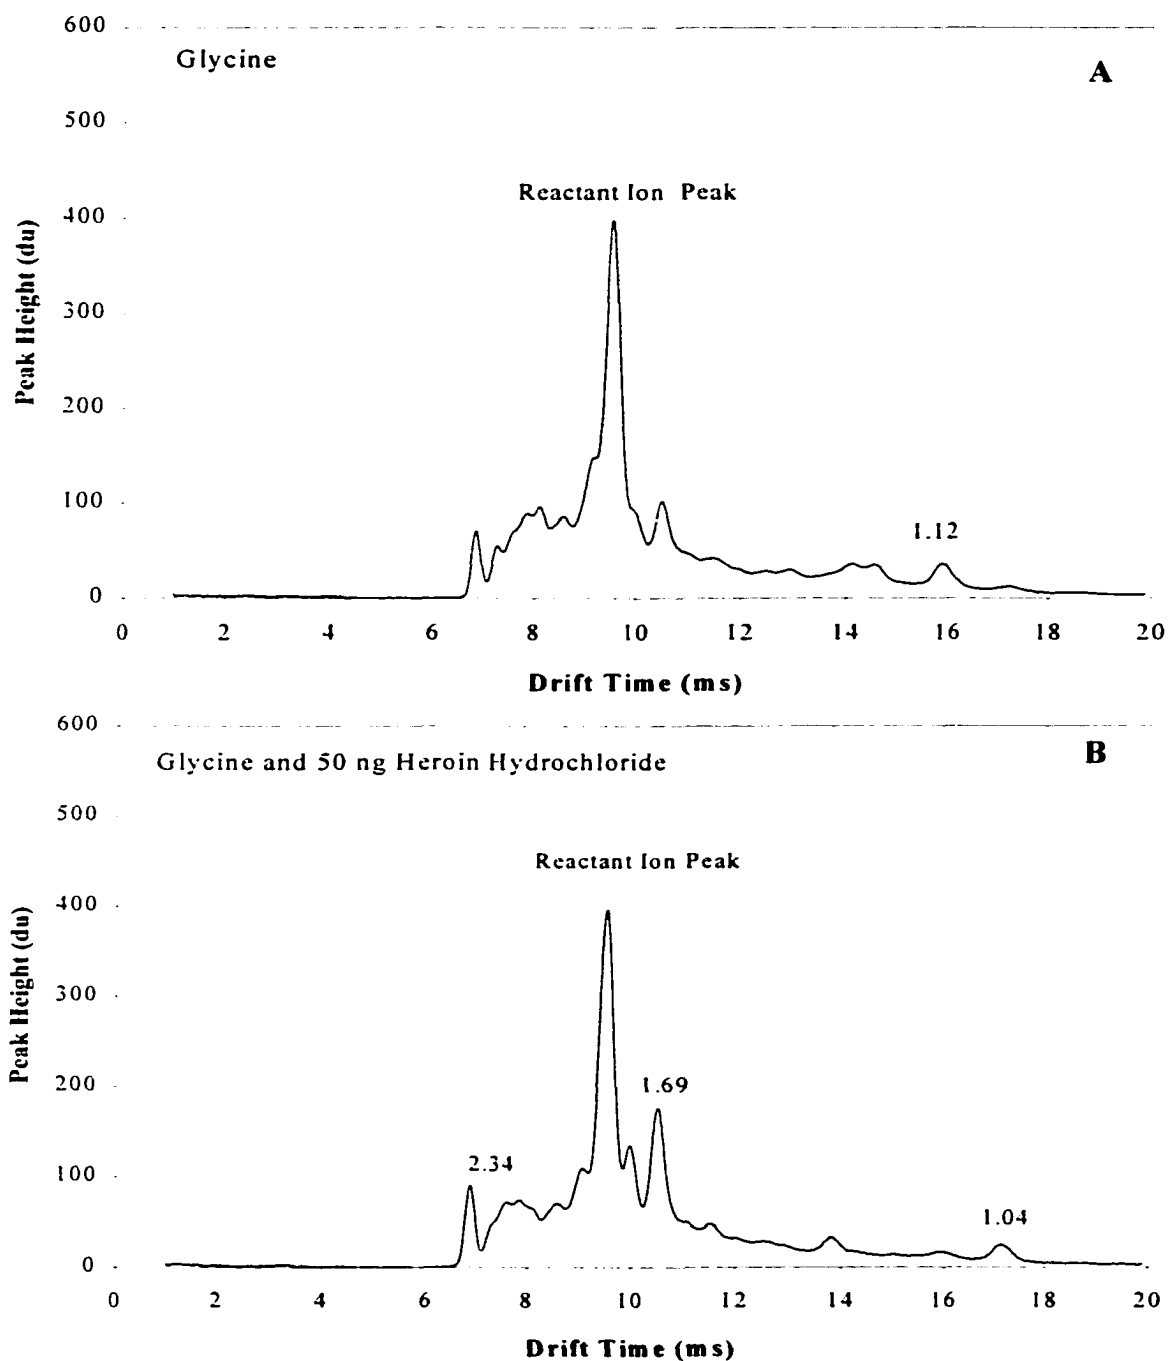 600
Glycine
A
500
Reactant Ion Peak
400
300
200
100
1.12
0
Peak Height (du)
0 2 4 6 8 10 12 14 16 18 20
Drift Time (ms)
600
Glycine and 50 ng Heroin Hydrochloride
B
500
Reactant Ion Peak
400
300
200
1.69
100
2.34
1.04
0
Peak Height (du)
0 2 4 6 8 10 12 14 16 18 20
Drift Time (ms)